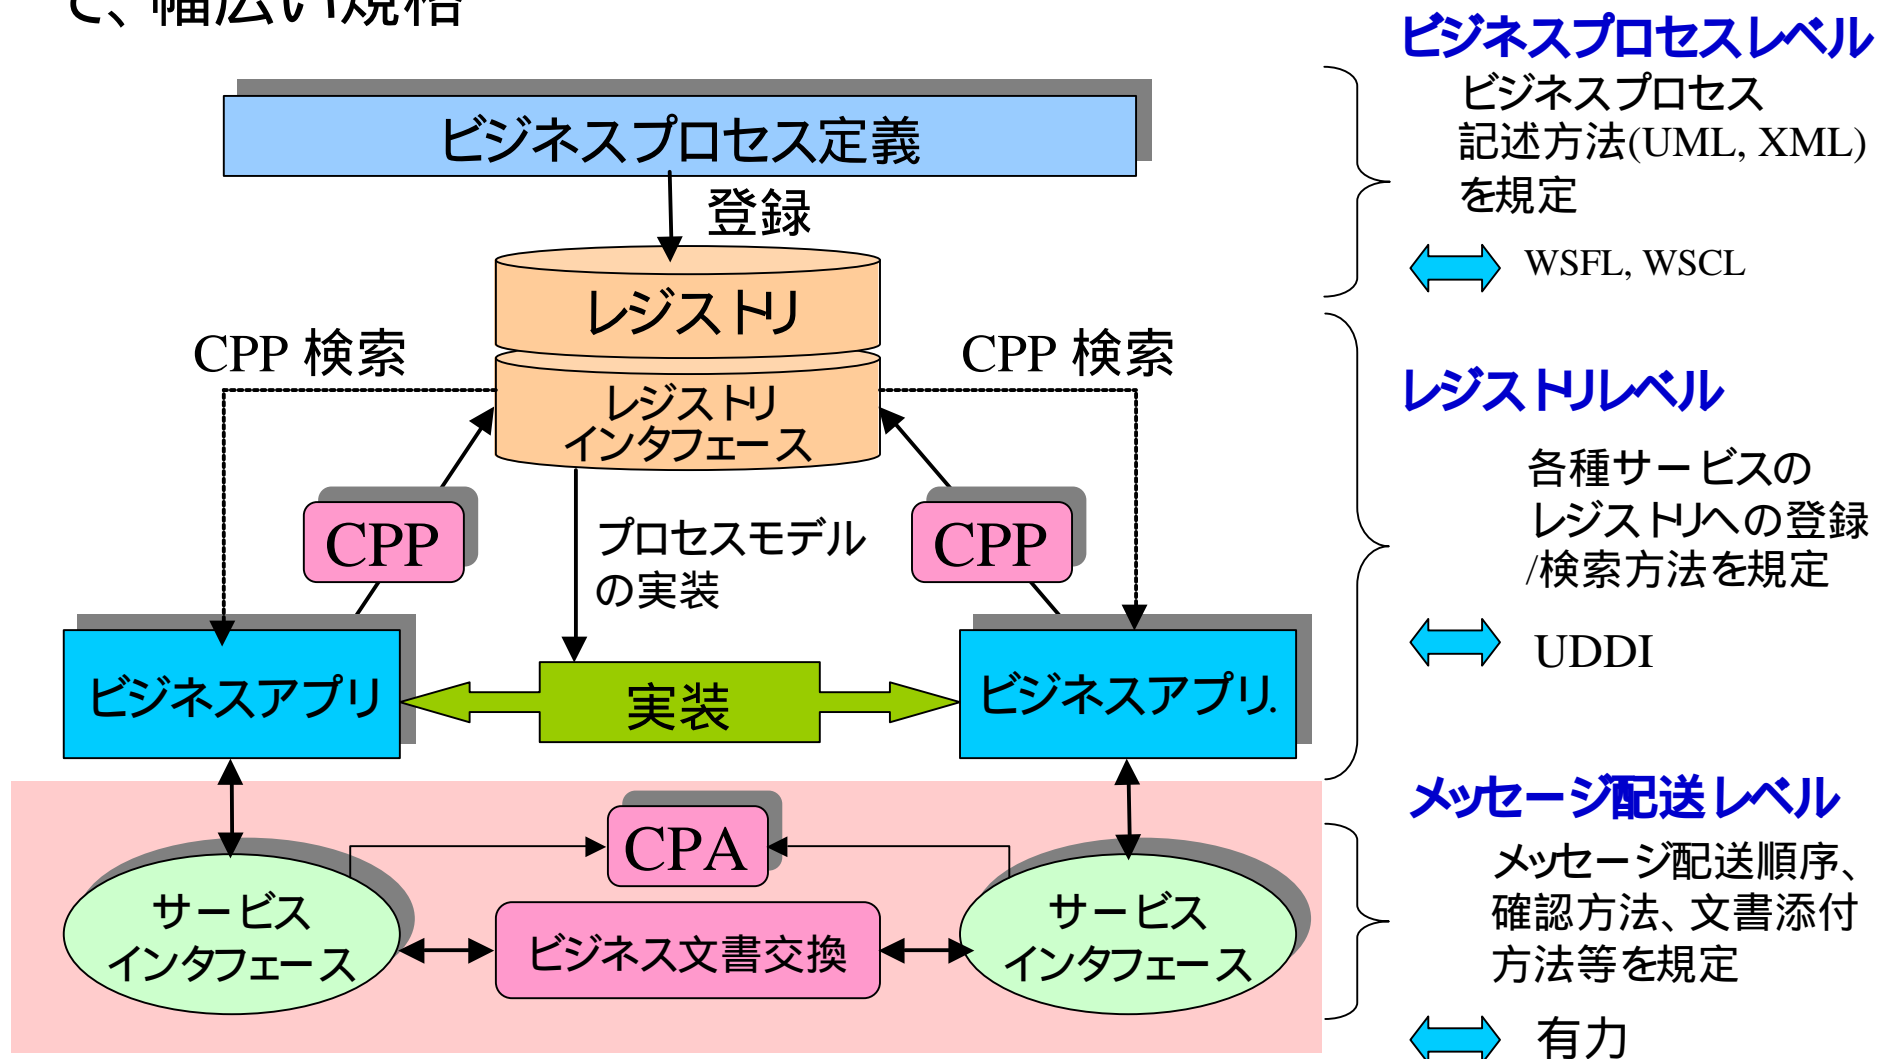 で、幅広い規格
ビジネスプロセス定義
登録
レジストリ
レジストリ
インタフェース
CPP 検索
CPP 検索
CPP
CPP
プロセスモデル
の実装
ビジネスアプリ
実装
ビジネスアプリ.
CPA
サービス
インタフェース
ビジネス文書交換
サービス
インタフェース
ビジネスプロセスレベル
ビジネスプロセス
記述方法(UML, XML)
を規定
WSFL, WSCL
レジストリレベル
各種サービスの
レジストリへの登録
/検索方法を規定
UDDI
メッセージ配送レベル
メッセージ配送順序、
確認方法、文書添付
方法等を規定
有力